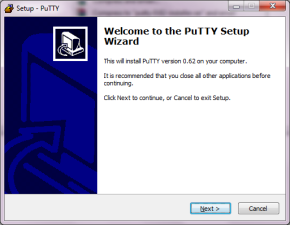 Setup - PuTTY
Welcome to the PuTTY Setup
Wizard
This will install PuTTY version 0.62 on your computer.
It is recommended that you close all other applications before
continuing.
Click Next to continue, or Cancel to exit Setup.
Next >
Cancel